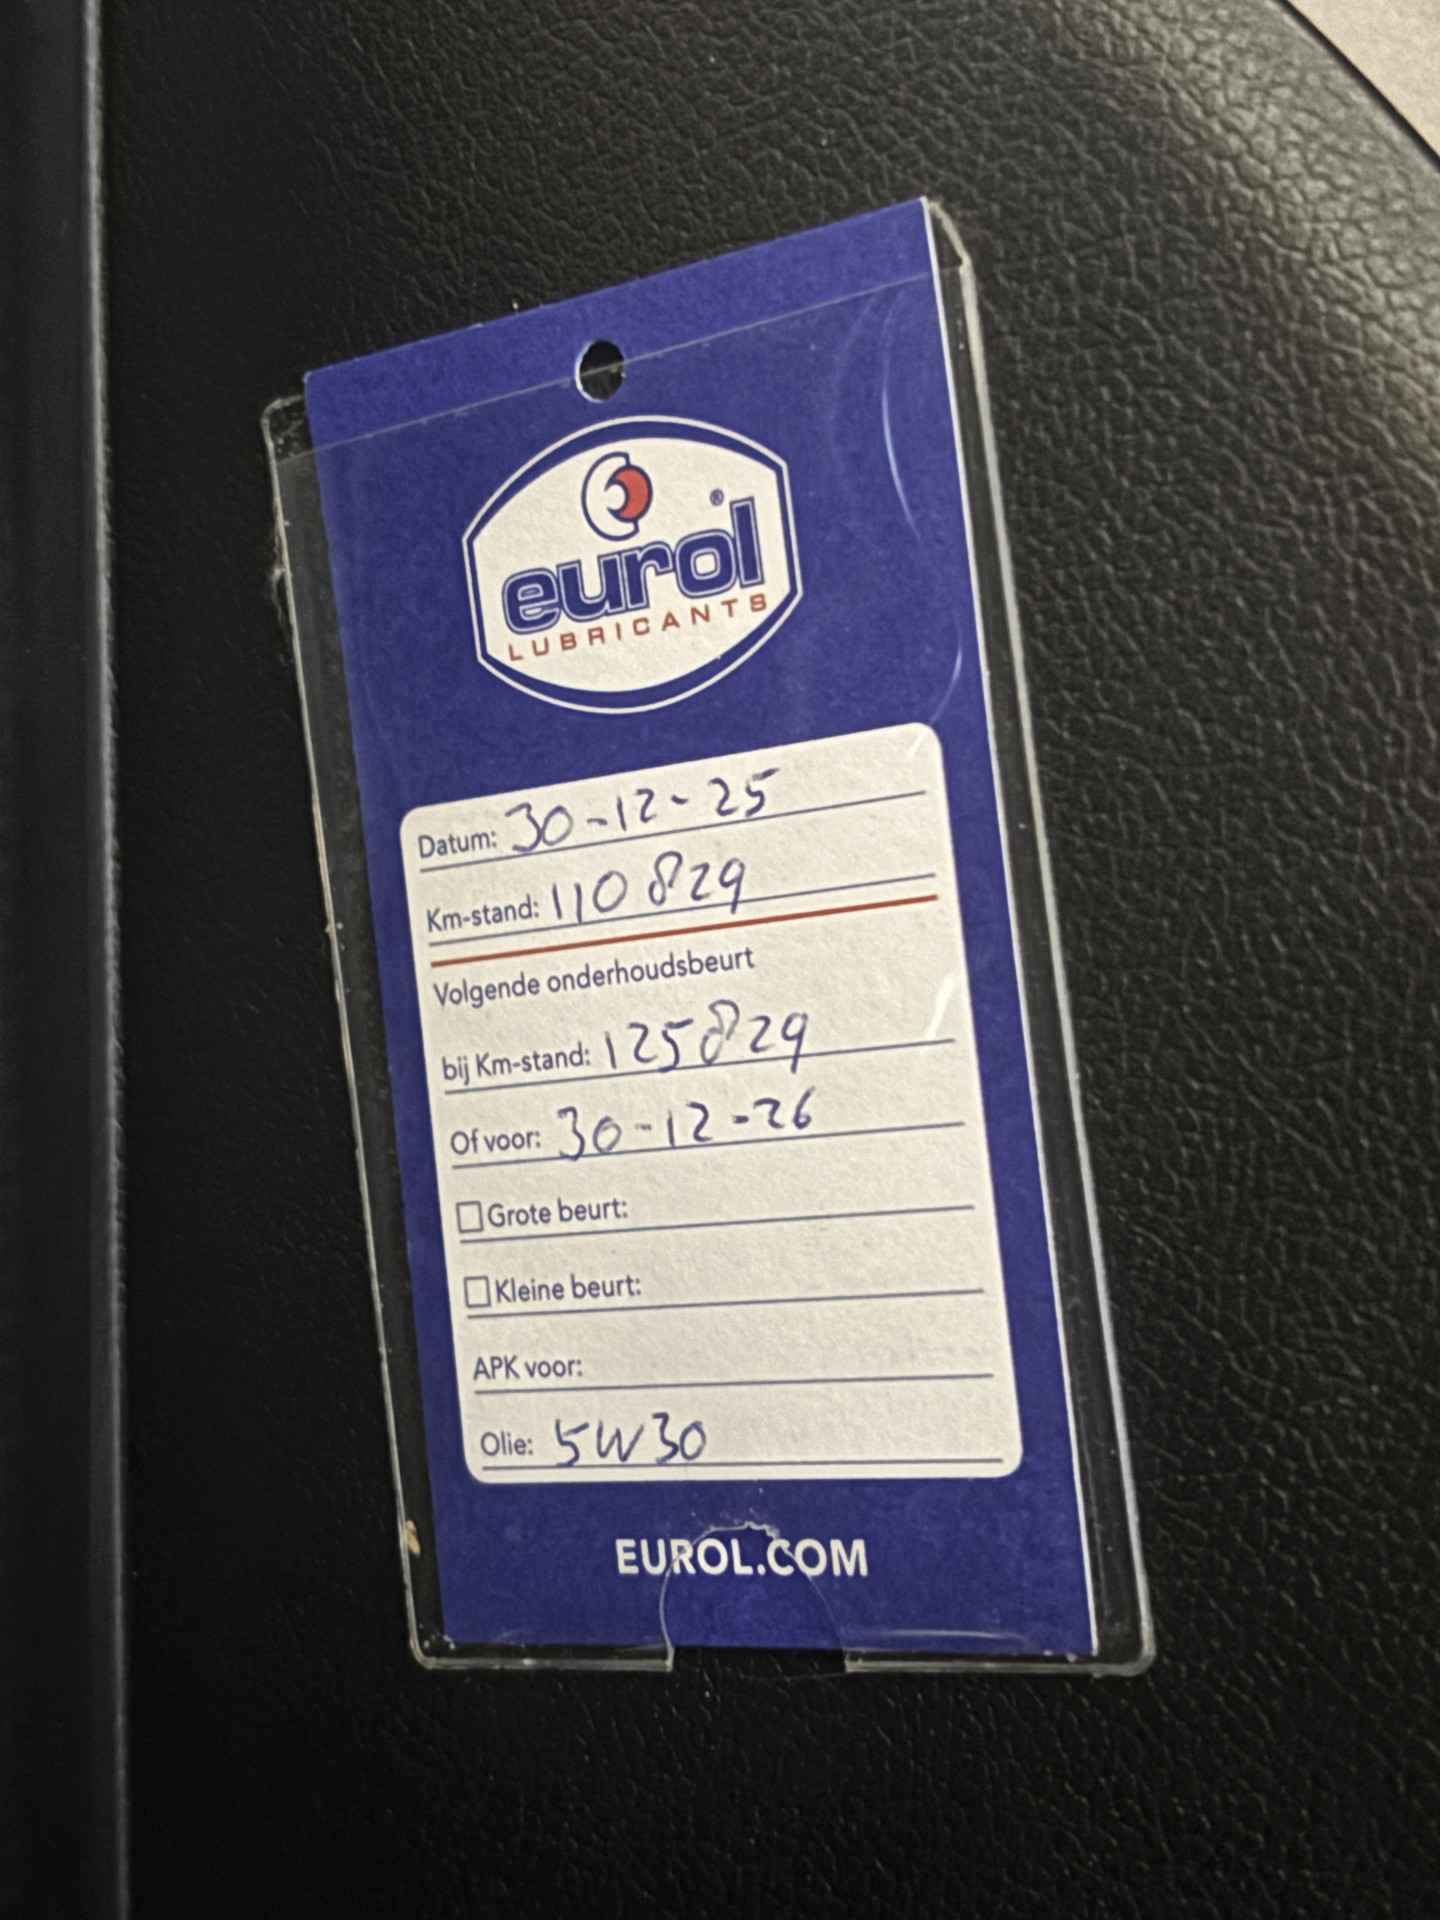 eurol®
LUBRICANTS
Datum: 30-12-25
Km-stand: 110829
Volgende onderhoudsbeurt
bij Km-stand: 125829
Of voor: 30-12-26
Grote beurt:
Kleine beurt:
APK voor:
Olie: 5W30
EUROL.COM